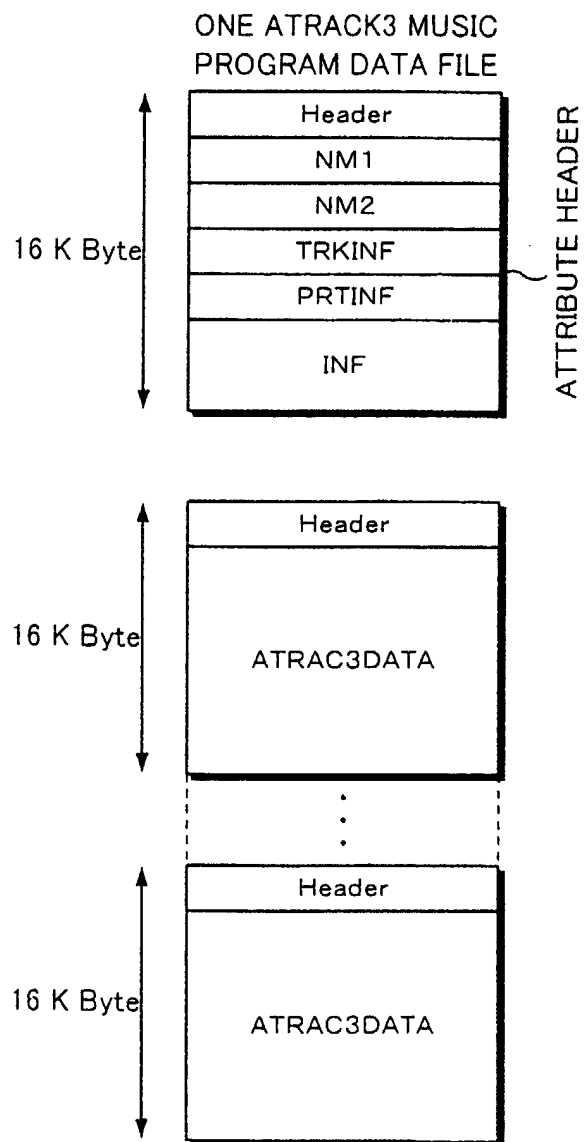 ONE ATRACK3 MUSIC
PROGRAM DATA FILE
Header
NM1
NM2
TRKINF
PRTINF
INF
16 K Byte
ATTRIBUTE HEADER
Header
ATRAC3DATA
16 K Byte
Header
ATRAC3DATA
16 K Byte